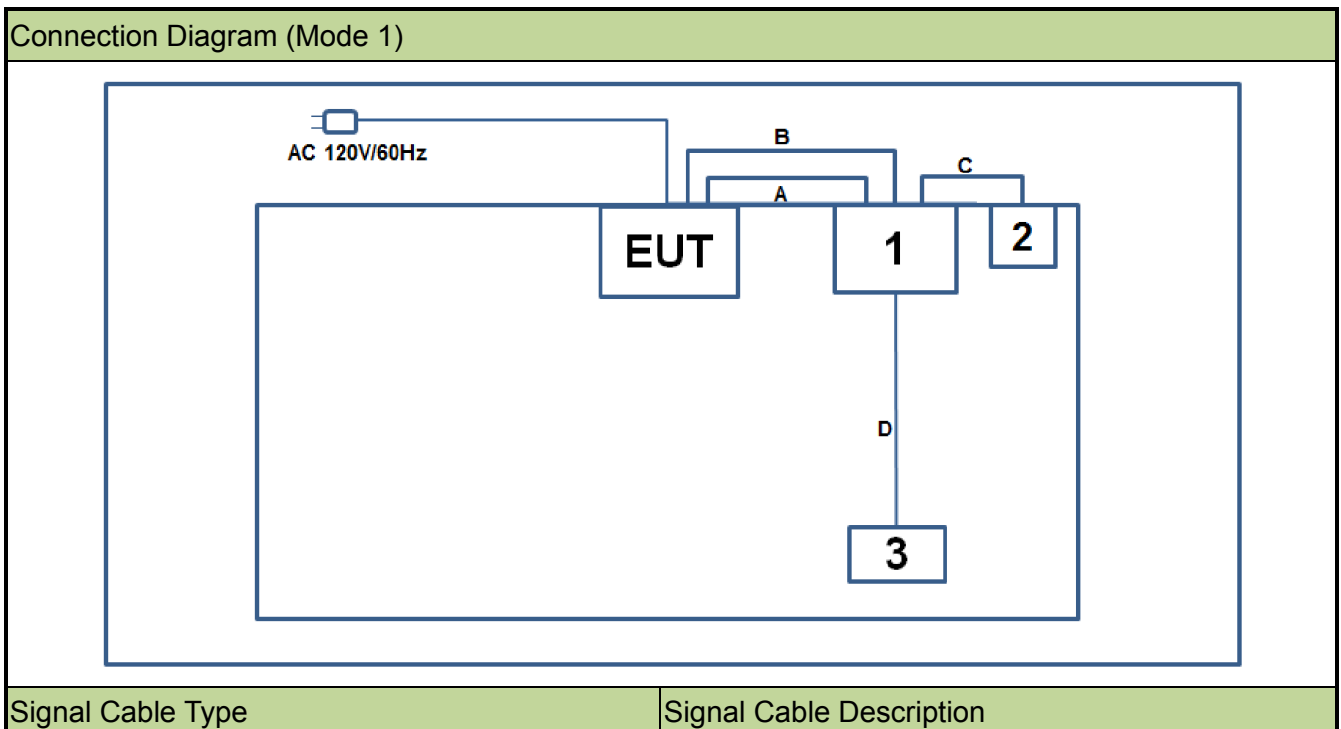 Connection Diagram (Mode 1)
AC 120V/60Hz
B
A
C
EUT
1
2
D
3
Signal Cable Type
Signal Cable Description